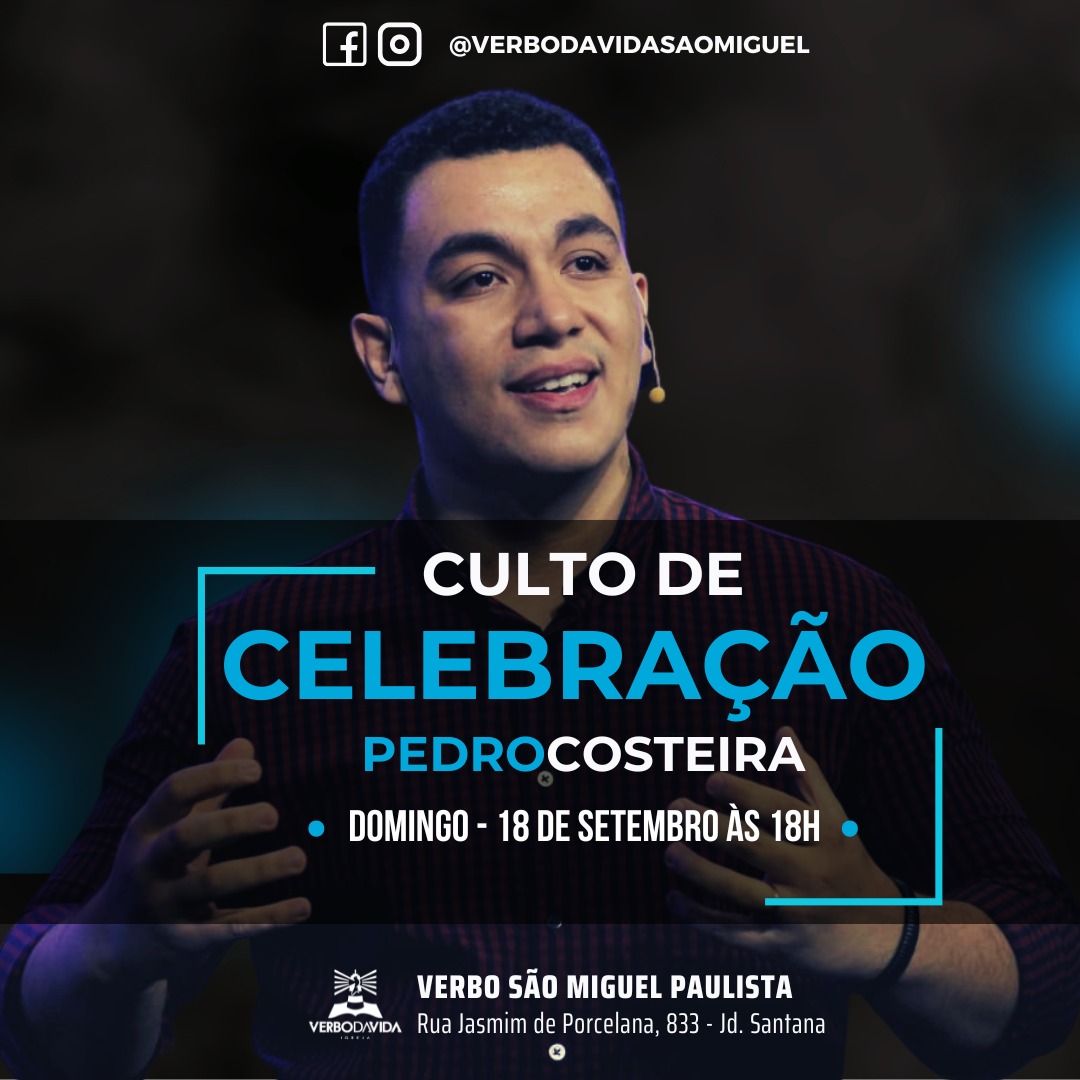 @VERBODAVIDASAOMIGUEL
CULTO DE
CELEBRAÇÃO
PEDROCOSTEIRA
DOMINGO - 18 DE SETEMBRO ÀS 18H
VERBO SÃO MIGUEL PAULISTA
VERBODAVIDA
IGREJA
Rua Jasmim de Porcelana, 833 - Jd. Santana